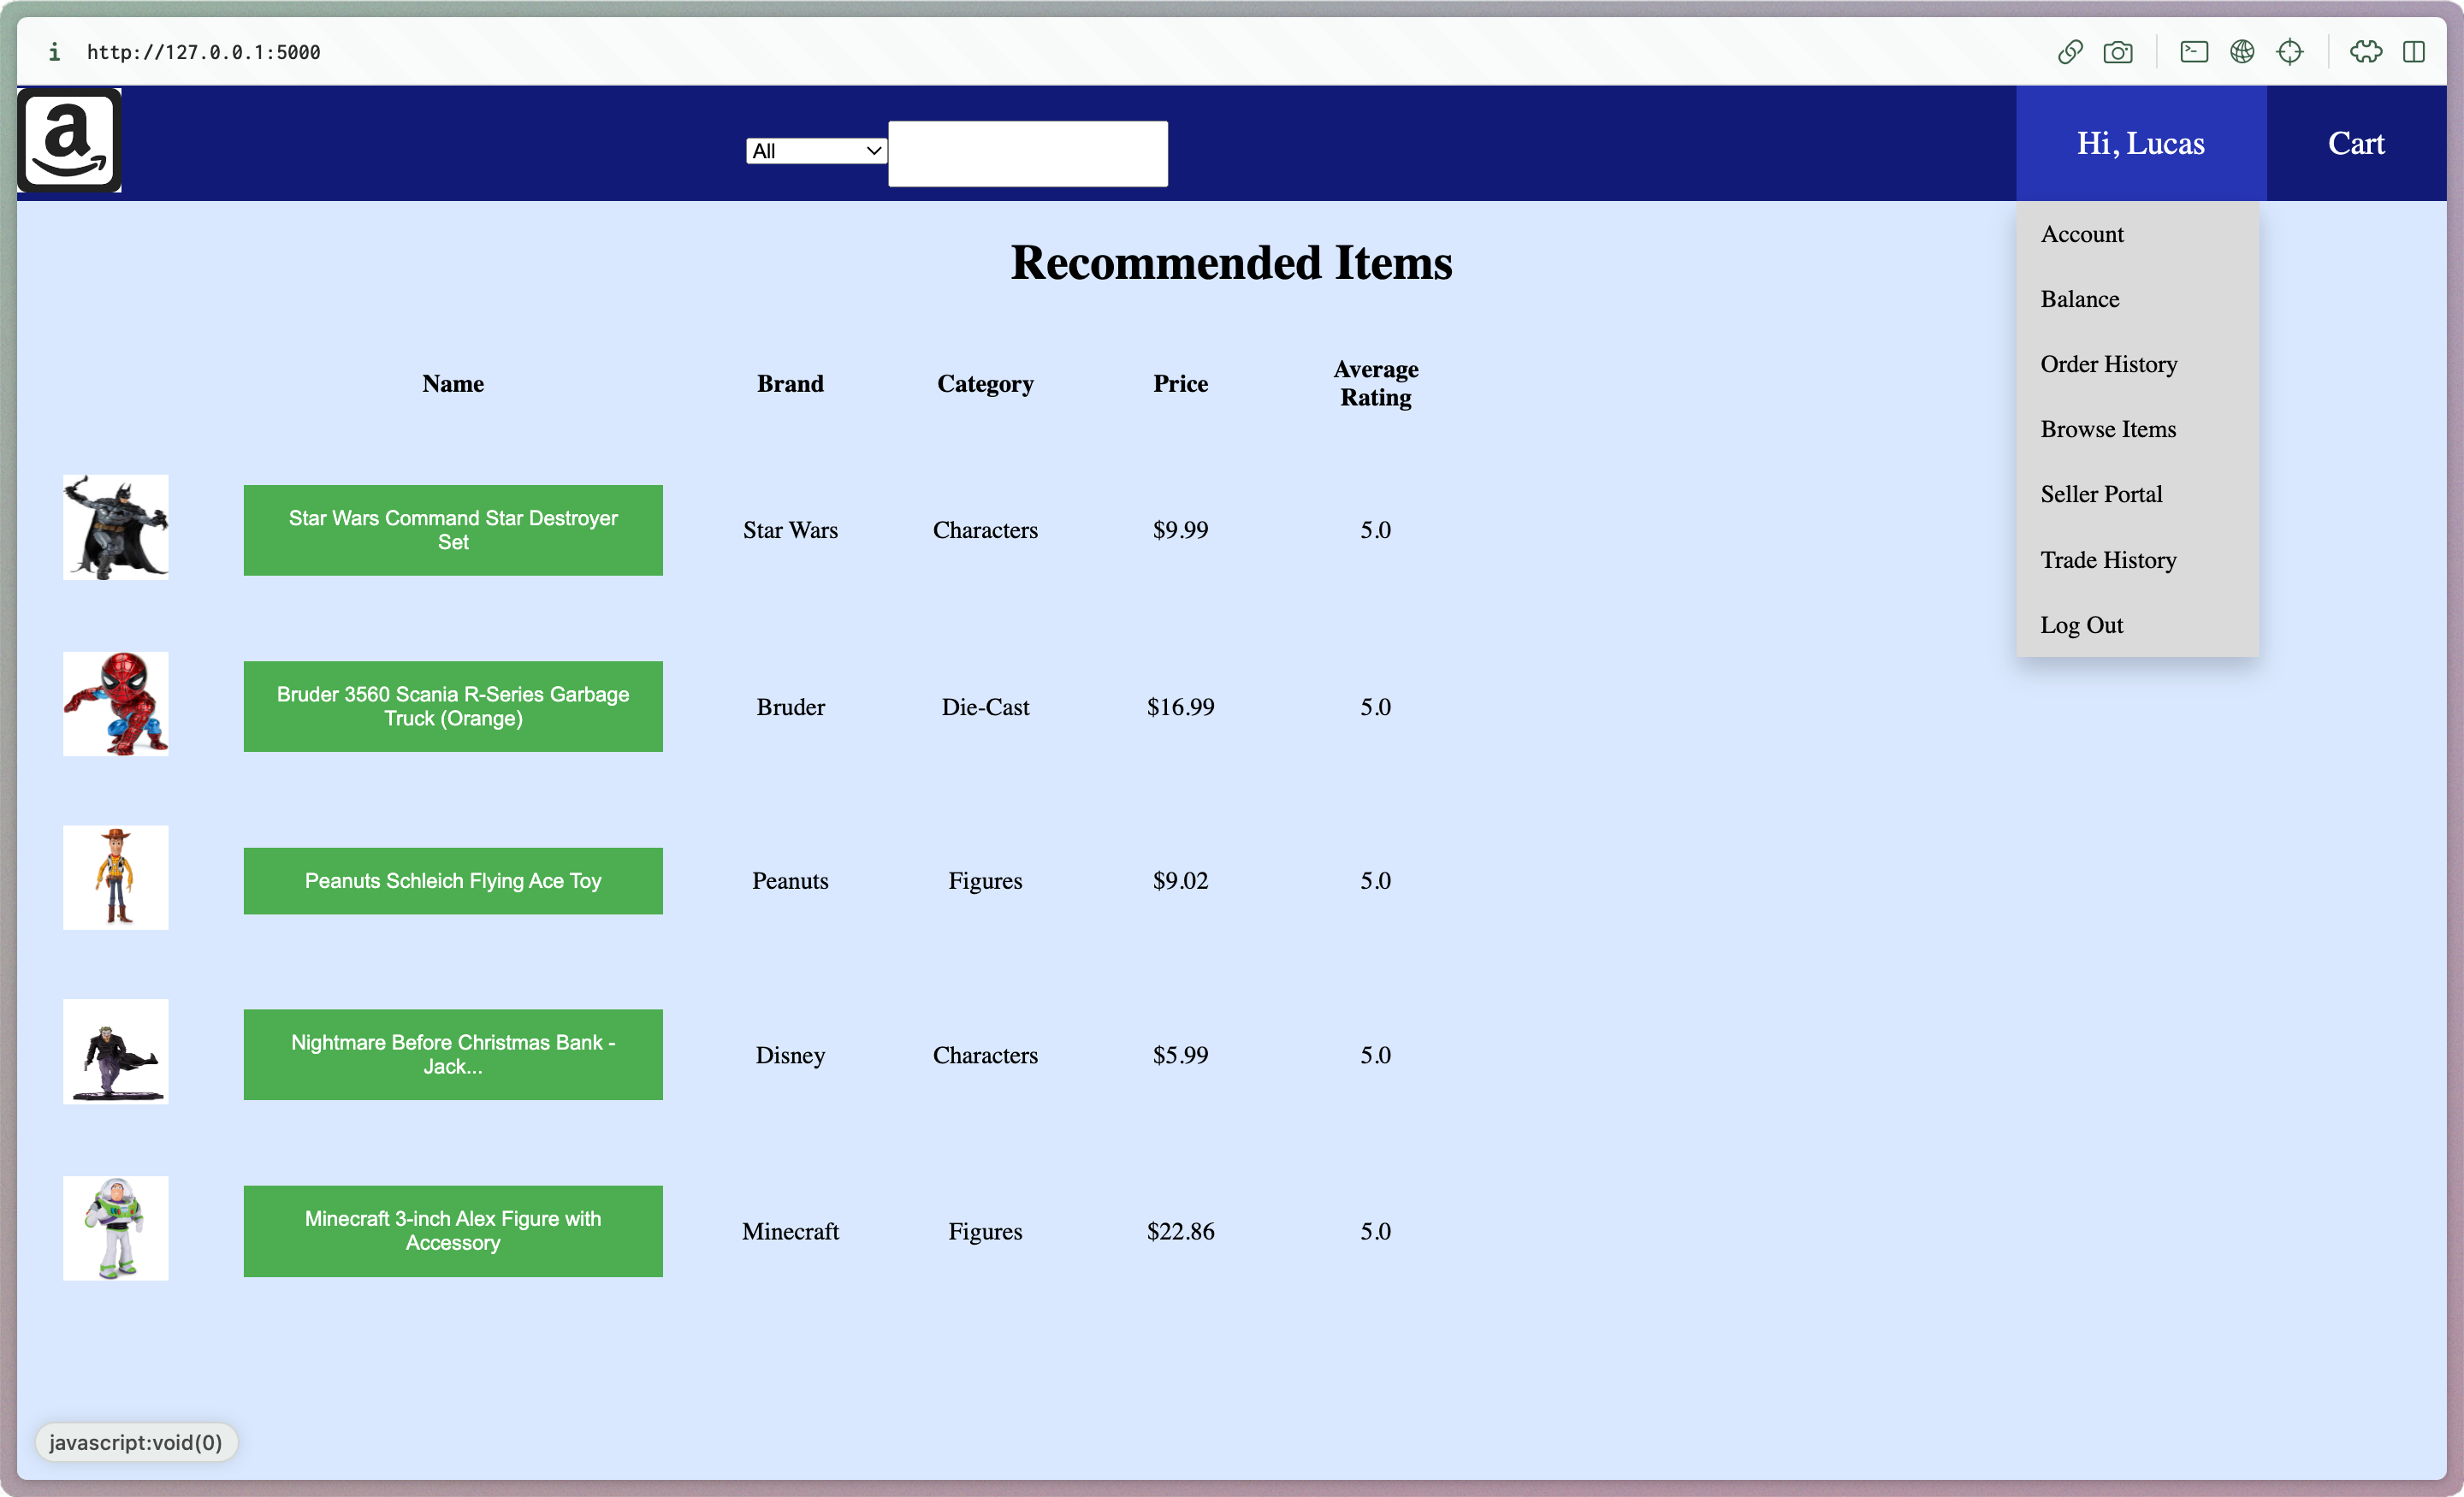 i http://127.0.0.1:5000
a
All
Hi, Lucas
Cart
Account
Balance
Order History
Browse Items
Seller Portal
Trade History
Log Out
Recommended Items
Name Brand Category Price Average
Rating
Star Wars Command Star Destroyer
Set
Star Wars Characters $9.99 5.0
Bruder 3560 Scania R-Series Garbage
Truck (Orange)
Bruder Die-Cast $16.99 5.0
Peanuts Schleich Flying Ace Toy
Peanuts Figures $9.02 5.0
Nightmare Before Christmas Bank -
Jack...
Disney Characters $5.99 5.0
Minecraft 3-inch Alex Figure with
Accessory
Minecraft Figures $22.86 5.0
javascript:void(0)